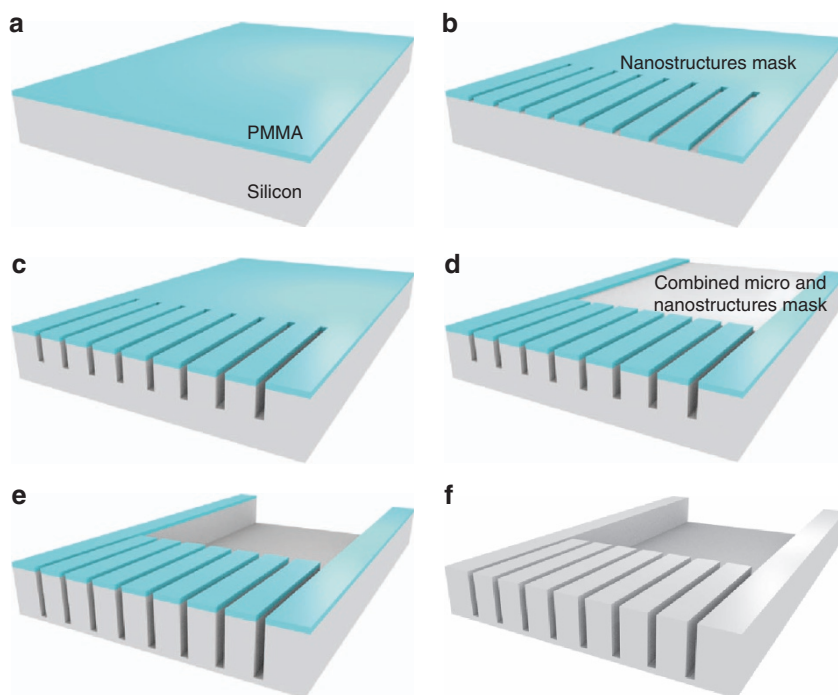 a
PMMA
Silicon
b
Nanostructures mask
c
d
Combined micro and
nanostructures mask
e
f